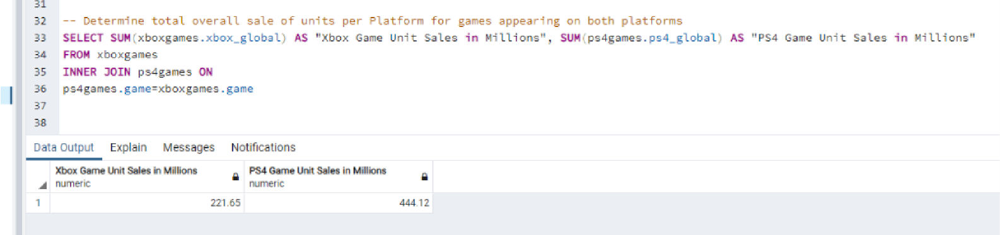 31
32 -- Determine total overall sale of units per Platform for games appearing on both platforms
33 SELECT SUM(xboxgames.xbox_global) AS "Xbox Game Unit Sales in Millions", SUM(ps4games.ps4_global) AS "PS4 Game Unit Sales in Millions"
34 FROM xboxgames
35 INNER JOIN ps4games ON
36 ps4games.game=xboxgames.game
37
38
Data Output Explain Messages Notifications
Xbox Game Unit Sales in Millions PS4 Game Unit Sales in Millions
numeric numeric
1 221.65 444.12